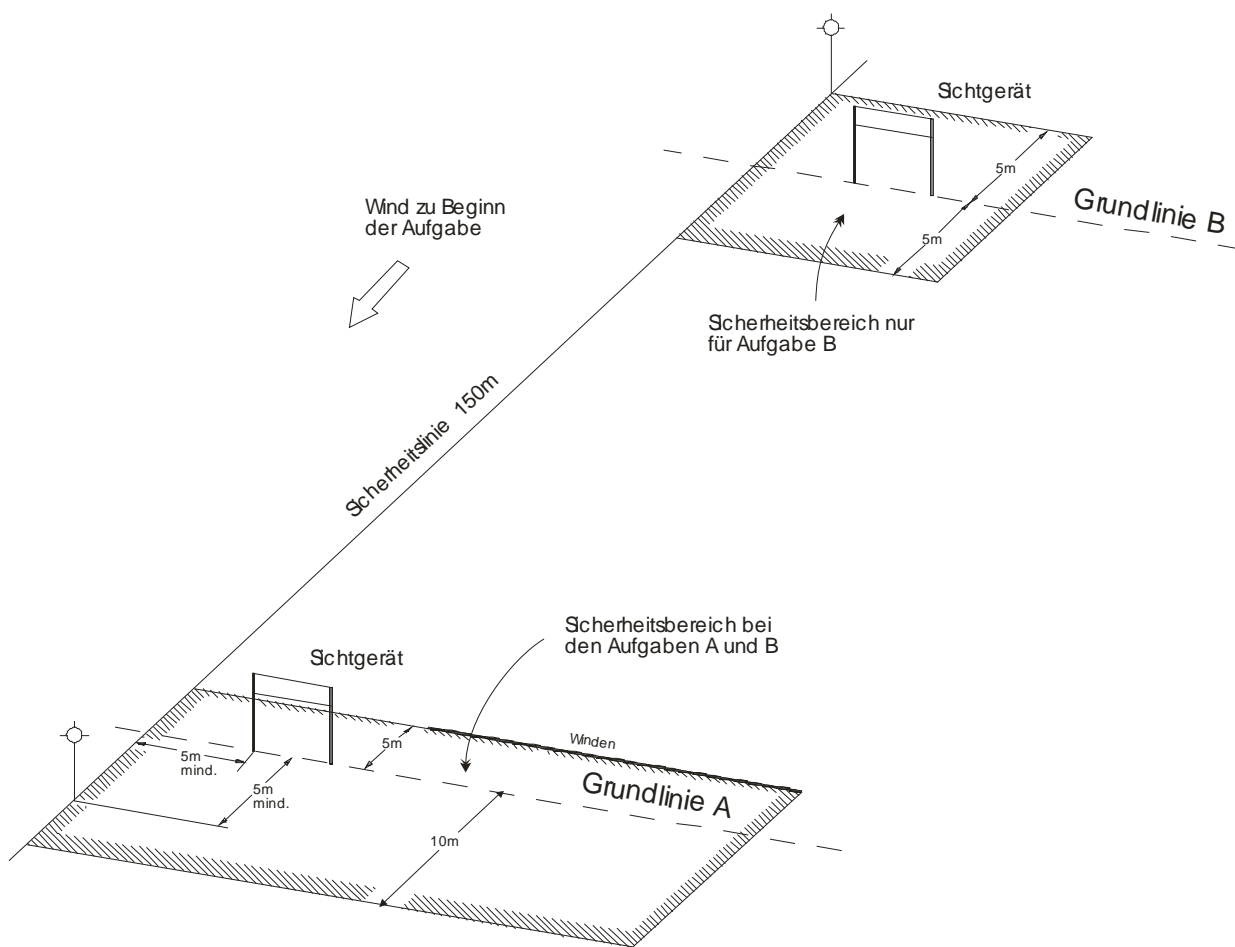 Sichtgerät
5m
Grundlinie B
5m
Wind zu Beginn
der Aufgabe
Sicherheitsbereich nur
für Aufgabe B
Sicherheitslinie 150m
Sicherheitsbereich bei
den Aufgaben A und B
Sichtgerät
5m
Winden
5m
mind.
Grundlinie A
5m
mind.
10m